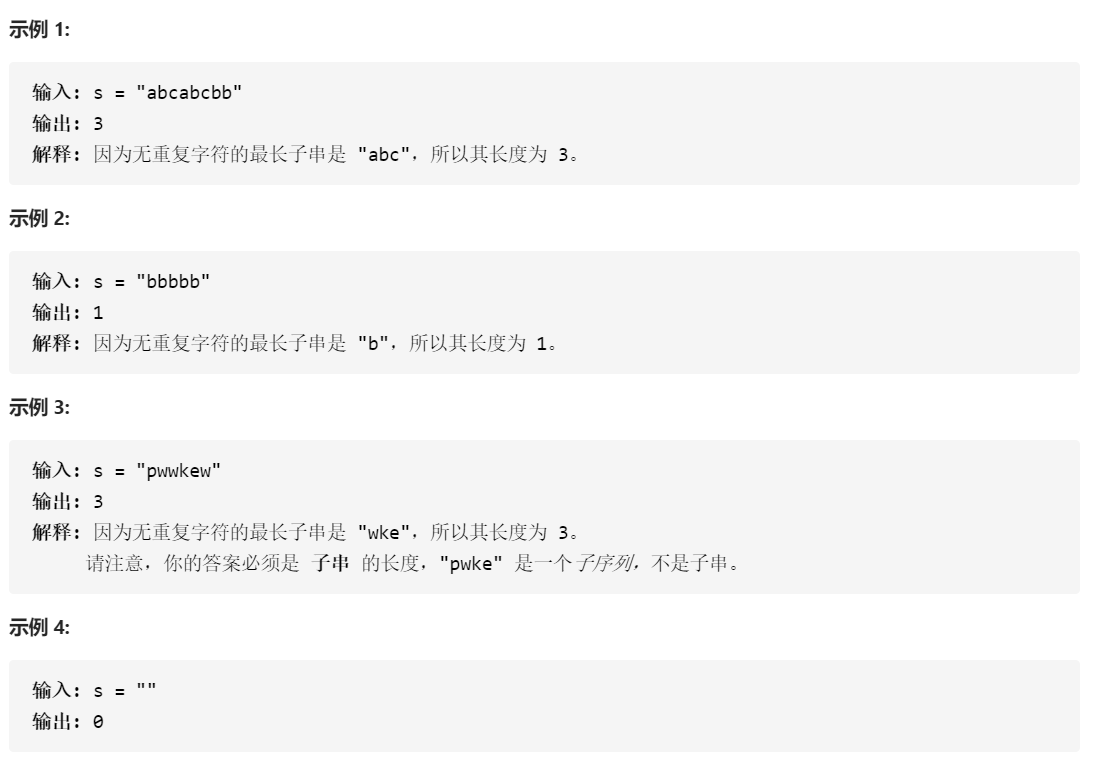 示例 1:
输入: s = "abcabcbb"
输出: 3
解释: 因为无重复字符的最长子串是 "abc"，所以其长度为 3。
示例 2:
输入: s = "bbbbb"
输出: 1
解释: 因为无重复字符的最长子串是 "b"，所以其长度为 1。
示例 3:
输入: s = "pwwkew"
输出: 3
解释: 因为无重复字符的最长子串是 "wke"，所以其长度为 3。
请注意，你的答案必须是 子串 的长度，"pwke" 是一个子序列，不是子串。
示例 4:
输入: s = ""
输出: 0